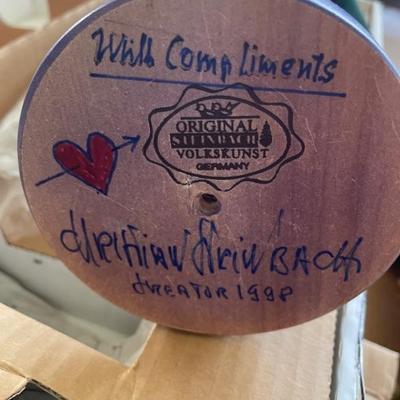 With Compliments
ORIGINAL
STEINBACH
VOLKSKUNST
GERMANY
Christian Steinbach
Creator 1998